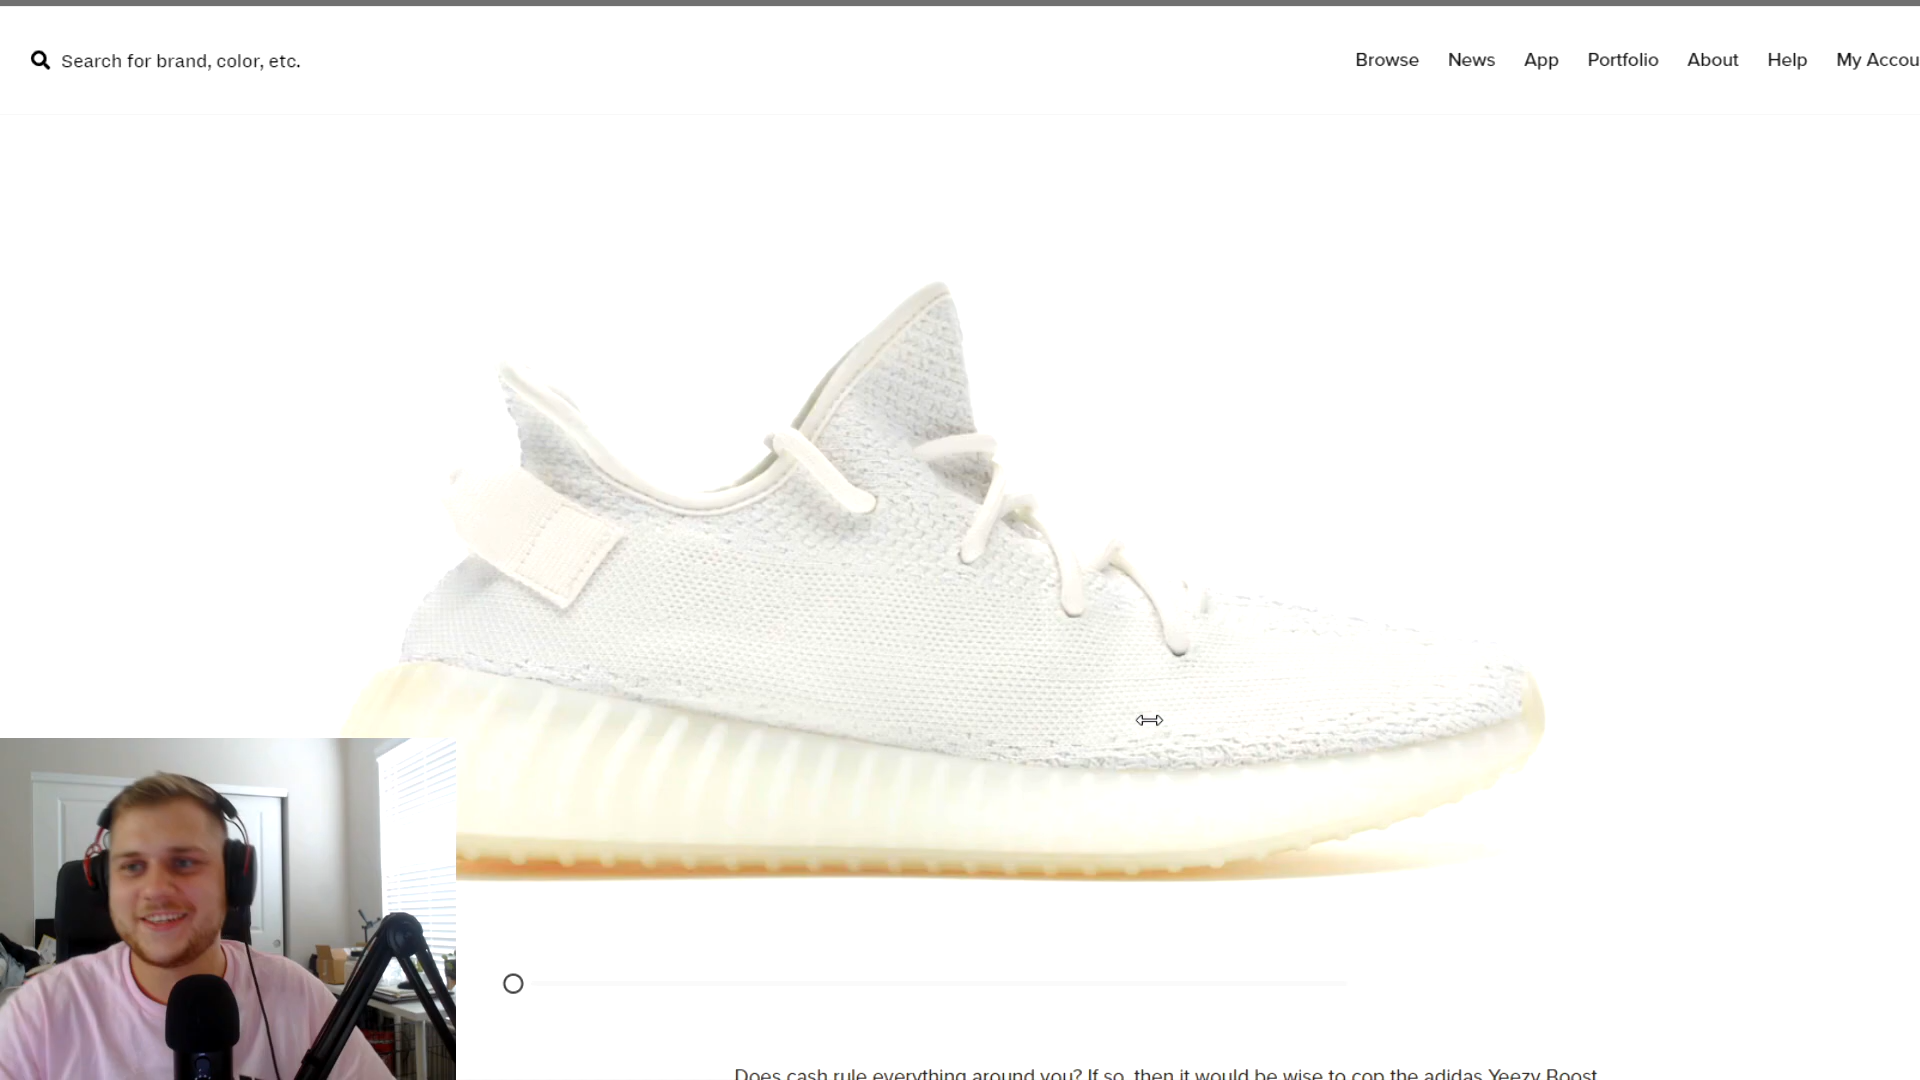 Search for brand, color, etc.
Browse News App Portfolio About Help My Accou
Does cash rule everything around you? If so, then it would be wise to cop the adidas Yeezy Boost